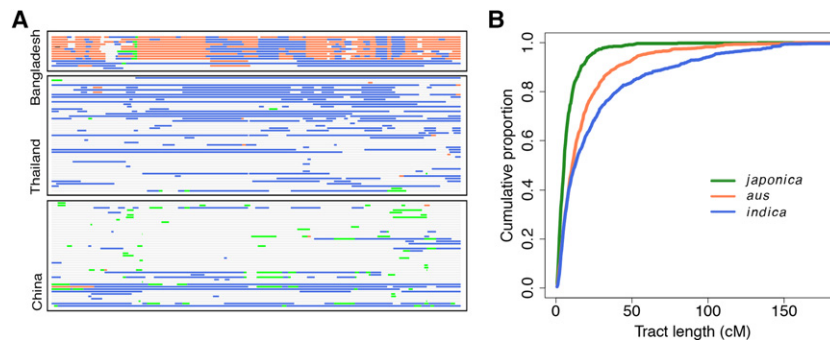 A
Bangladesh
Thailand
China
B
Cumulative proportion
1.0
0.8
0.6
0.4
0.2
0.0
japonica
aus
indica
0 50 100 150
Tract length (cM)